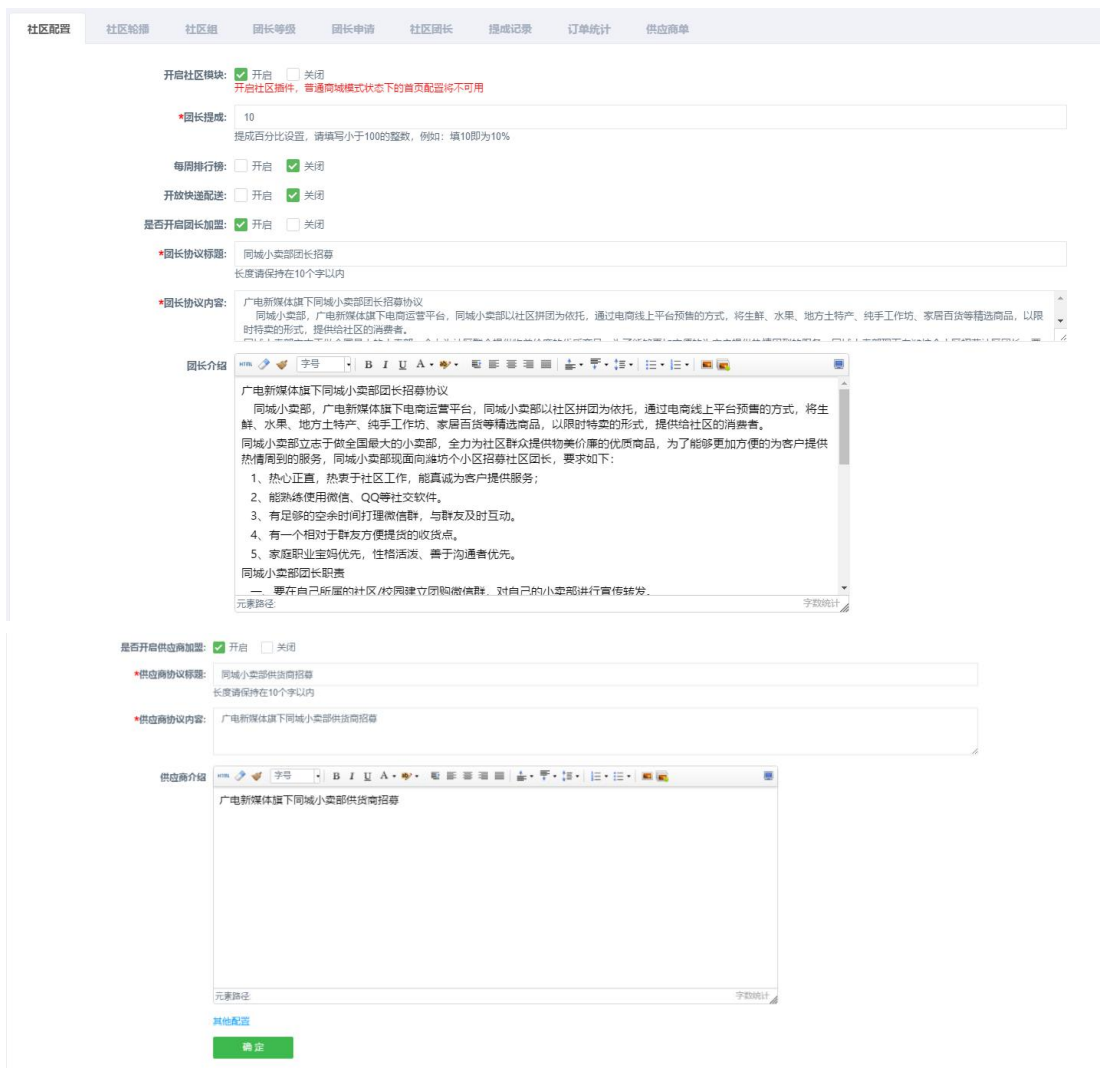 社区配置 社区轮播 社区组 团长等级 团长申请 社区团长 提成记录 订单统计 供应商单
开启社区模块: 开启 关闭
开启社区插件，普通商城模式状态下的首页配置将不可用
*团长提成: 10
提成百分比设置，请填写小于100的整数，例如：填10即为10%
每周排行榜: 开启 关闭
开放快递配送: 开启 关闭
是否开启团长加盟: 开启 关闭
*团长协议标题: 同城小卖部团长招募
长度请保持在10个字以内
*团长协议内容: 广电新媒体旗下同城小卖部团长招募协议
同城小卖部，广电新媒体旗下电商运营平台，同城小卖部以社区拼团为依托，通过电商线上平台预售的方式，将生鲜、水果、地方土特产、纯手工作坊、家居百货等精选商品，以限
时特卖的形式，提供给社区的消费者。
团长介绍 HTML 字号 B I U A
广电新媒体旗下同城小卖部团长招募协议
同城小卖部，广电新媒体旗下电商运营平台，同城小卖部以社区拼团为依托，通过电商线上平台预售的方式，将生
鲜、水果、地方土特产、纯手工作坊、家居百货等精选商品，以限时特卖的形式，提供给社区的消费者。
同城小卖部立志于做全国最大的小卖部，全力为社区群众提供物美价廉的优质商品，为了能够更加方便的为客户提供
热情周到的服务，同城小卖部现面向潍坊个小区招募社区团长，要求如下：
1、热心正直，热衷于社区工作，能真诚为客户提供服务；
2、能熟练使用微信、QQ等社交软件。
3、有足够的空余时间打理微信群，与群友及时互动。
4、有一个相对于群友方便提货的收货点。
5、家庭职业宝妈优先，性格活泼、善于沟通者优先。
同城小卖部团长职责
一、要在自己所属的社区/校园建立团购微信群，对自己的小卖部进行宣传转发。
元素路径: 字数统计
是否开启供应商加盟: 开启 关闭
*供应商协议标题: 同城小卖部供货商招募
长度请保持在10个字以内
*供应商协议内容: 广电新媒体旗下同城小卖部供货商招募
供应商介绍 HTML 字号 B I U A
广电新媒体旗下同城小卖部供货商招募
元素路径: 字数统计
其他配置
确 定